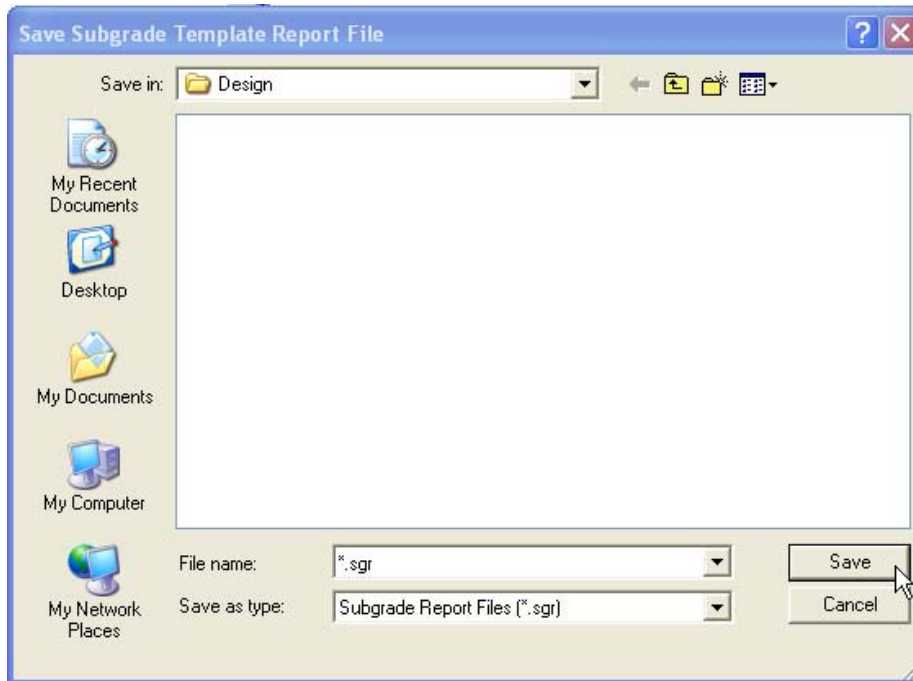 Save Subgrade Template Report File
Save in:
Design
My Recent
Documents
Desktop
My Documents
My Computer
My Network
Places
File name:
*.sgr
Save
Save as type:
Subgrade Report Files (*.sgr)
Cancel